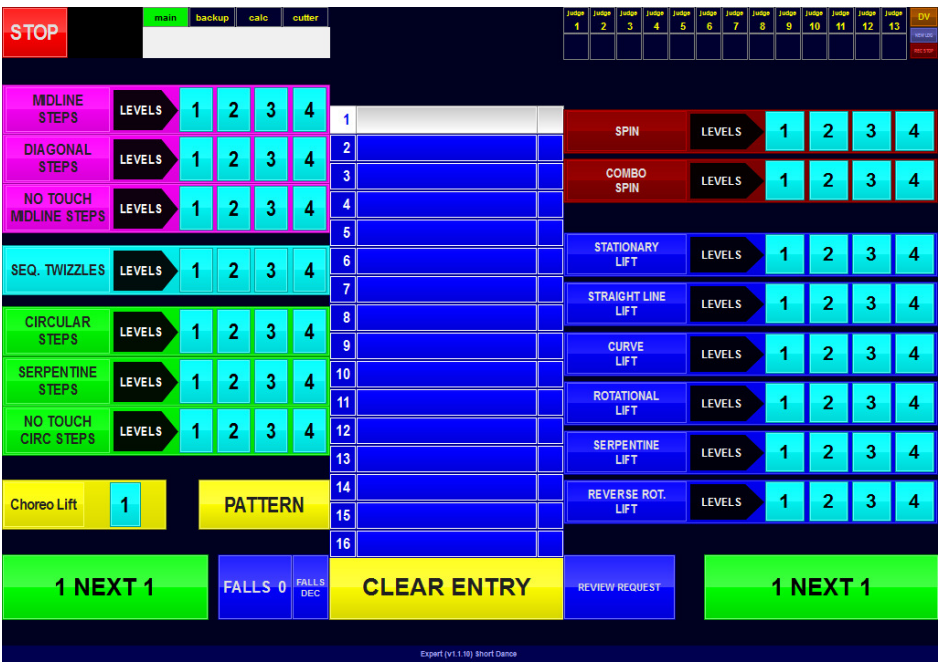 STOP
main backup calc cutter
Judge Judge Judge Judge Judge Judge Judge Judge Judge Judge Judge Judge Judge
1 2 3 4 5 6 7 8 9 10 11 12 13
DV
VIEW LOG
REC STOP
MIDLINE
STEPS
LEVELS 1 2 3 4
DIAGONAL
STEPS
LEVELS 1 2 3 4
NO TOUCH
MIDLINE STEPS
LEVELS 1 2 3 4
SEQ. TWIZZLES LEVELS 1 2 3 4
CIRCULAR
STEPS
LEVELS 1 2 3 4
SERPENTINE
STEPS
LEVELS 1 2 3 4
NO TOUCH
CIRC STEPS
LEVELS 1 2 3 4
Choreo Lift 1
PATTERN
1
2
3
4
5
6
7
8
9
10
11
12
13
14
15
16
SPIN LEVELS 1 2 3 4
COMBO
SPIN
LEVELS 1 2 3 4
STATIONARY
LIFT
LEVELS 1 2 3 4
STRAIGHT LINE
LIFT
LEVELS 1 2 3 4
CURVE
LIFT
LEVELS 1 2 3 4
ROTATIONAL
LIFT
LEVELS 1 2 3 4
SERPENTINE
LIFT
LEVELS 1 2 3 4
REVERSE ROT.
LIFT
LEVELS 1 2 3 4
1 NEXT 1
FALLS 0
FALLS
DEC
CLEAR ENTRY
REVIEW REQUEST
1 NEXT 1
Expert (v1.1.10) Short Dance